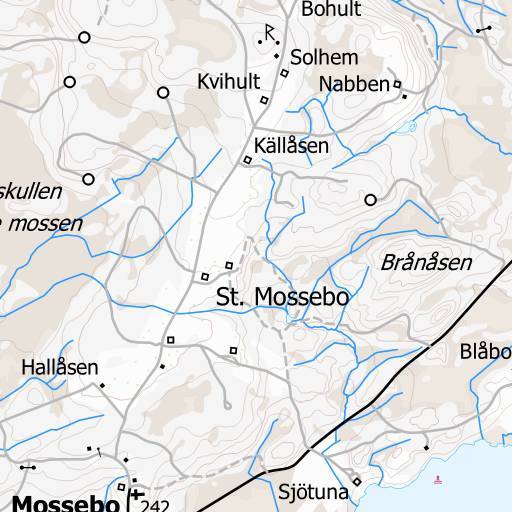 Bohult
Solhem
Kvihult
Nabben
Källåsen
skullen
mossen
Brånåsen
St. Mossebo
Blåbo
Hallåsen
Sjötuna
Mossebo
242